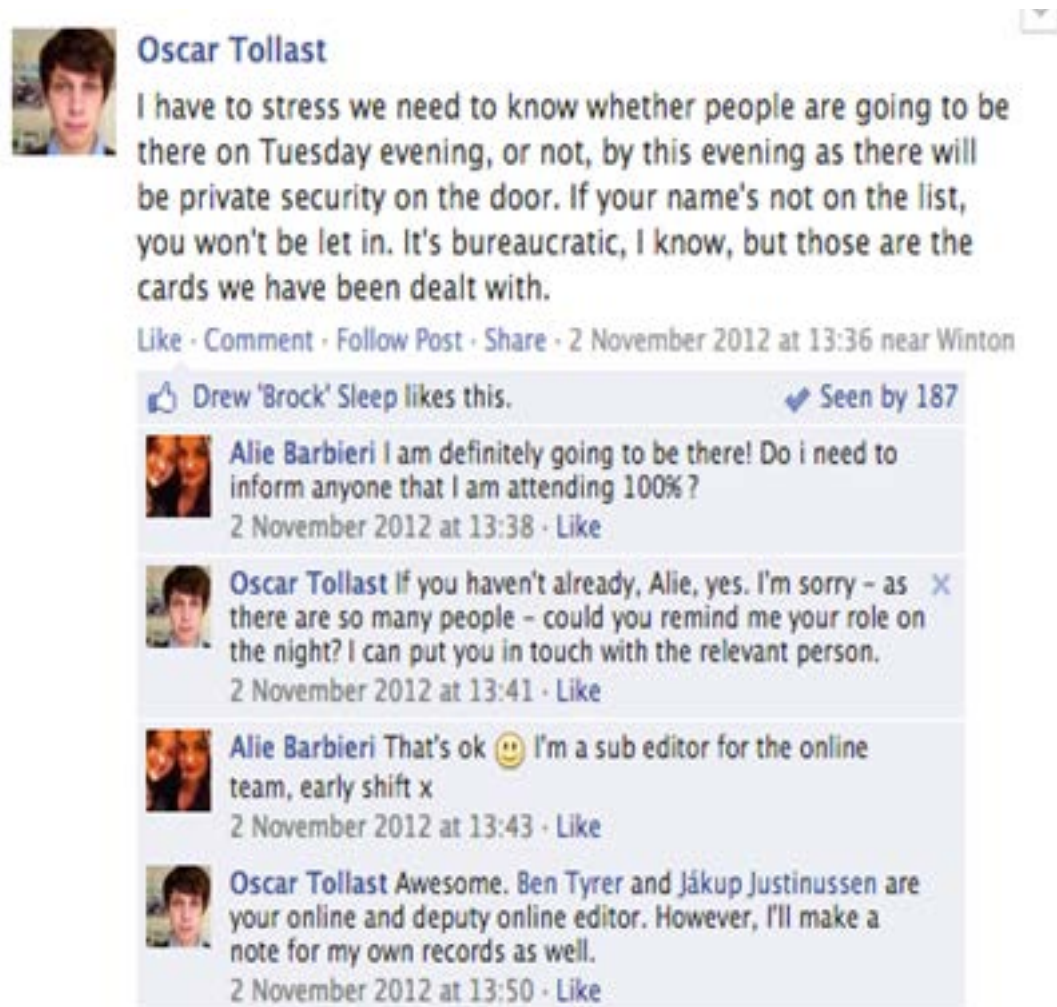 Oscar Tollast
I have to stress we need to know whether people are going to be
there on Tuesday evening, or not, by this evening as there will
be private security on the door. If your name's not on the list,
you won't be let in. It's bureaucratic, I know, but those are the
cards we have been dealt with.
Like · Comment · Follow Post · Share · 2 November 2012 at 13:36 near Winton
Drew 'Brock' Sleep likes this. Seen by 187
Alie Barbieri I am definitely going to be there! Do i need to
inform anyone that I am attending 100%?
2 November 2012 at 13:38 · Like
Oscar Tollast If you haven't already, Alie, yes. I'm sorry – as
there are so many people – could you remind me your role on
the night? I can put you in touch with the relevant person.
2 November 2012 at 13:41 · Like
Alie Barbieri That's ok I'm a sub editor for the online
team, early shift x
2 November 2012 at 13:43 · Like
Oscar Tollast Awesome. Ben Tyrer and Jákup Justinussen are
your online and deputy online editor. However, I'll make a
note for my own records as well.
2 November 2012 at 13:50 · Like